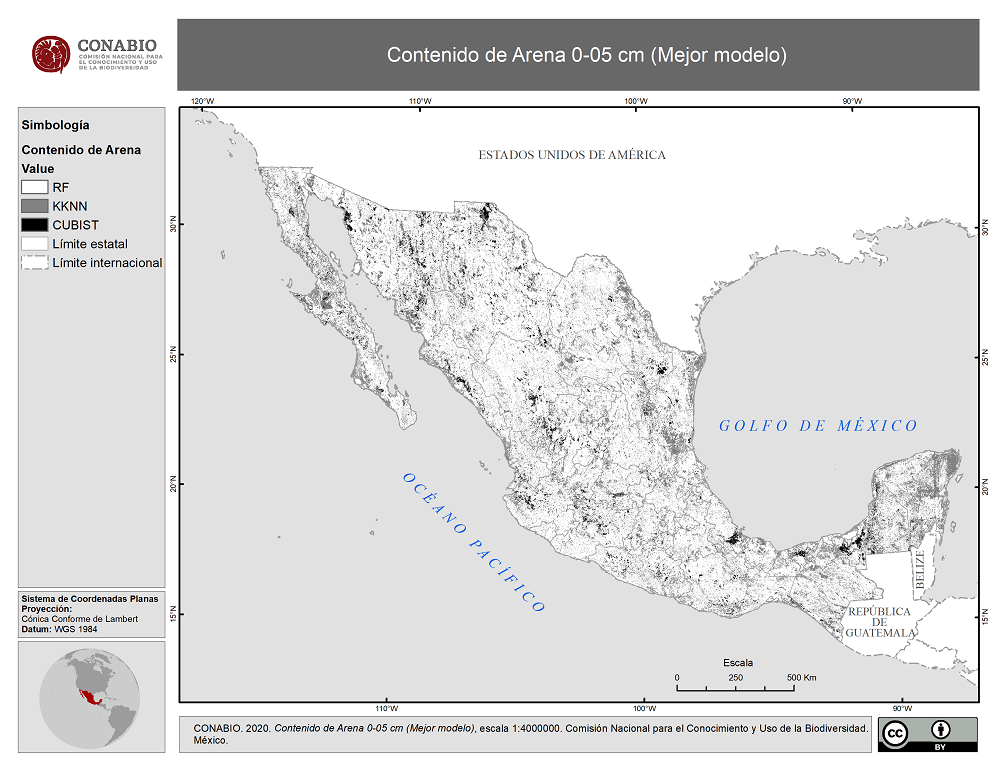 CONABIO
COMISIÓN NACIONAL PARA
EL CONOCIMIENTO Y USO
DE LA BIODIVERSIDAD
Contenido de Arena 0-05 cm (Mejor modelo)
Simbología
Contenido de Arena
Value
RF
KKNN
CUBIST
Límite estatal
Límite internacional
Sistema de Coordenadas Planas
Proyección:
Cónica Conforme de Lambert
Datum: WGS 1984
120°W
110°W
100°W
90°W
30°N
25°N
20°N
15°N
30°N
25°N
20°N
15°N
110°W
100°W
90°W
ESTADOS UNIDOS DE AMÉRICA
GOLFO DE MÉXICO
OCÉANO PACÍFICO
BELIZE
REPÚBLICA
DE
GUATEMALA
Escala
0 250 500 Km
CONABIO. 2020. Contenido de Arena 0-05 cm (Mejor modelo), escala 1:4000000. Comisión Nacional para el Conocimiento y Uso de la Biodiversidad.
México.
cc
BY